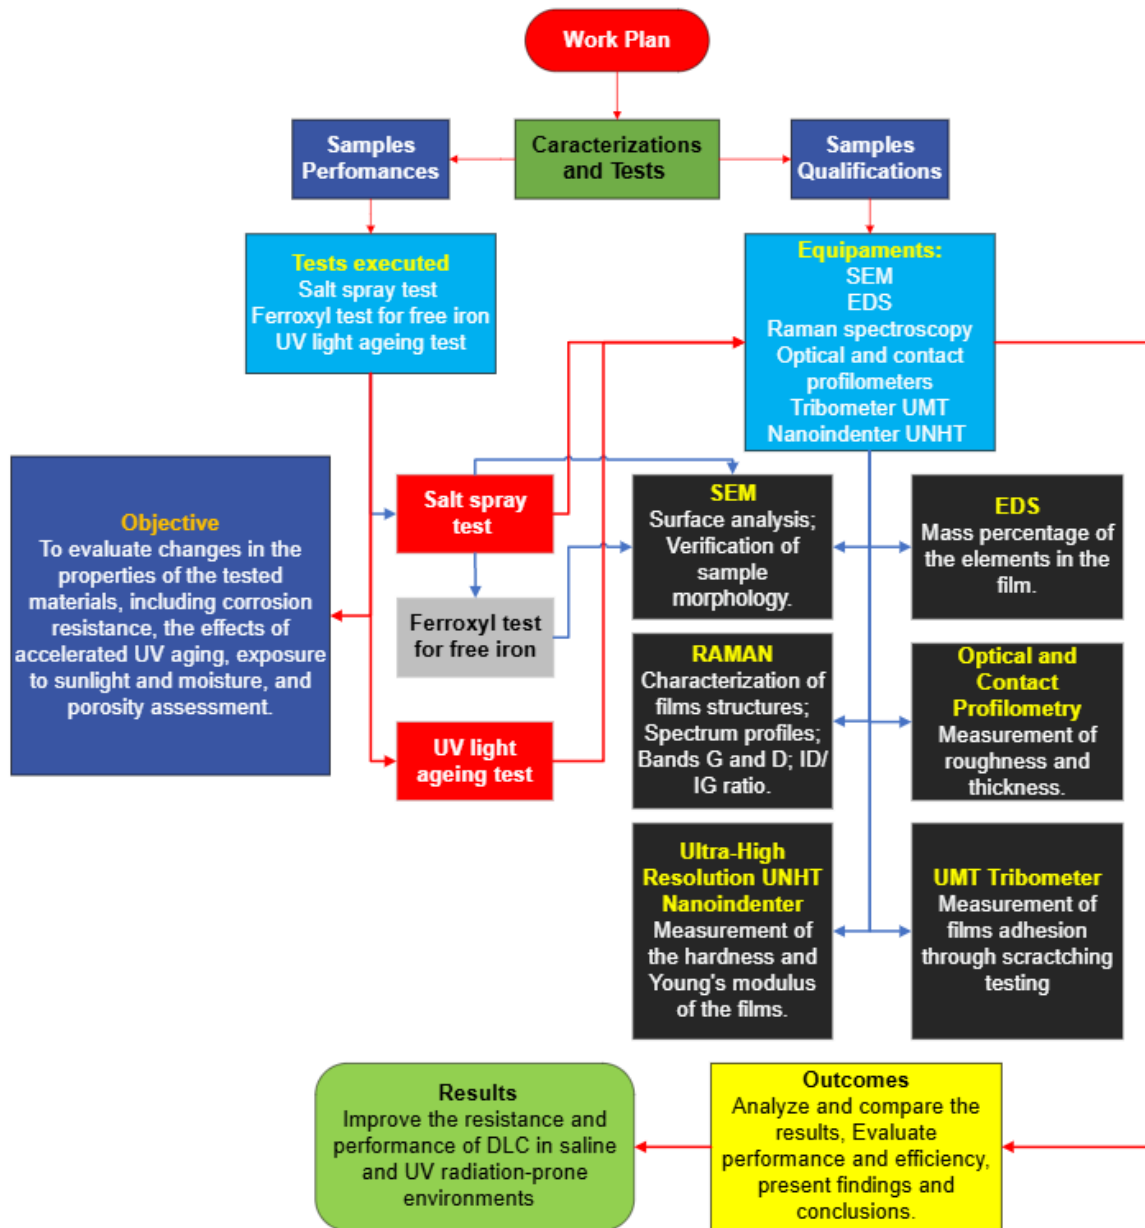 Work Plan
Samples
Perfomances
Caracterizations
and Tests
Samples
Qualifications
Tests executed
Salt spray test
Ferroxyl test for free iron
UV light ageing test
Equipaments:
SEM
EDS
Raman spectroscopy
Optical and contact
profilometers
Tribometer UMT
Nanoindenter UNHT
Objective
To evaluate changes in the
properties of the tested
materials, including corrosion
resistance, the effects of
accelerated UV aging, exposure
to sunlight and moisture, and
porosity assessment.
Salt spray
test
Ferroxyl test
for free iron
UV light
ageing test
SEM
Surface analysis;
Verification of
sample
morphology.
EDS
Mass percentage of
the elements in the
film.
RAMAN
Characterization of
films structures;
Spectrum profiles;
Bands G and D; ID/
IG ratio.
Optical and
Contact
Profilometry
Measurement of
roughness and
thickness.
Ultra-High
Resolution UNHT
Nanoindenter
Measurement of
the hardness and
Young's modulus
of the films.
UMT Tribometer
Measurement of
films adhesion
through scractching
testing
Results
Improve the resistance and
performance of DLC in saline
and UV radiation-prone
environments
Outcomes
Analyze and compare the
results, Evaluate
performance and efficiency,
present findings and
conclusions.